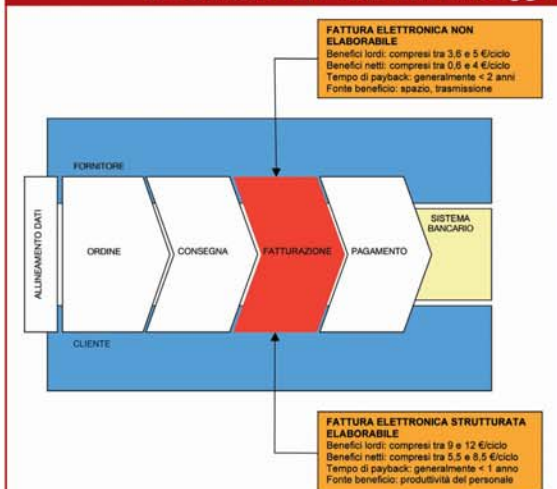 FATTURA ELETTRONICA NON
ELABORABILE
Benefici lordi: compresi tra 3,6 e 5 €/ciclo
Benefici netti: compresi tra 0,6 e 4 €/ciclo
Tempo di payback: generalmente < 2 anni
Fonte beneficio: spazio, trasmissione
FORNITORE
ALLINEAMENTO DATI
ORDINE
CONSEGNA
FATTURAZIONE
PAGAMENTO
SISTEMA
BANCARIO
CLIENTE
FATTURA ELETTRONICA STRUTTURATA
ELABORABILE
Benefici lordi: compresi tra 9 e 12 €/ciclo
Benefici netti: compresi tra 5,5 e 8,5 €/ciclo
Tempo di payback: generalmente < 1 anno
Fonte beneficio: produttività del personale